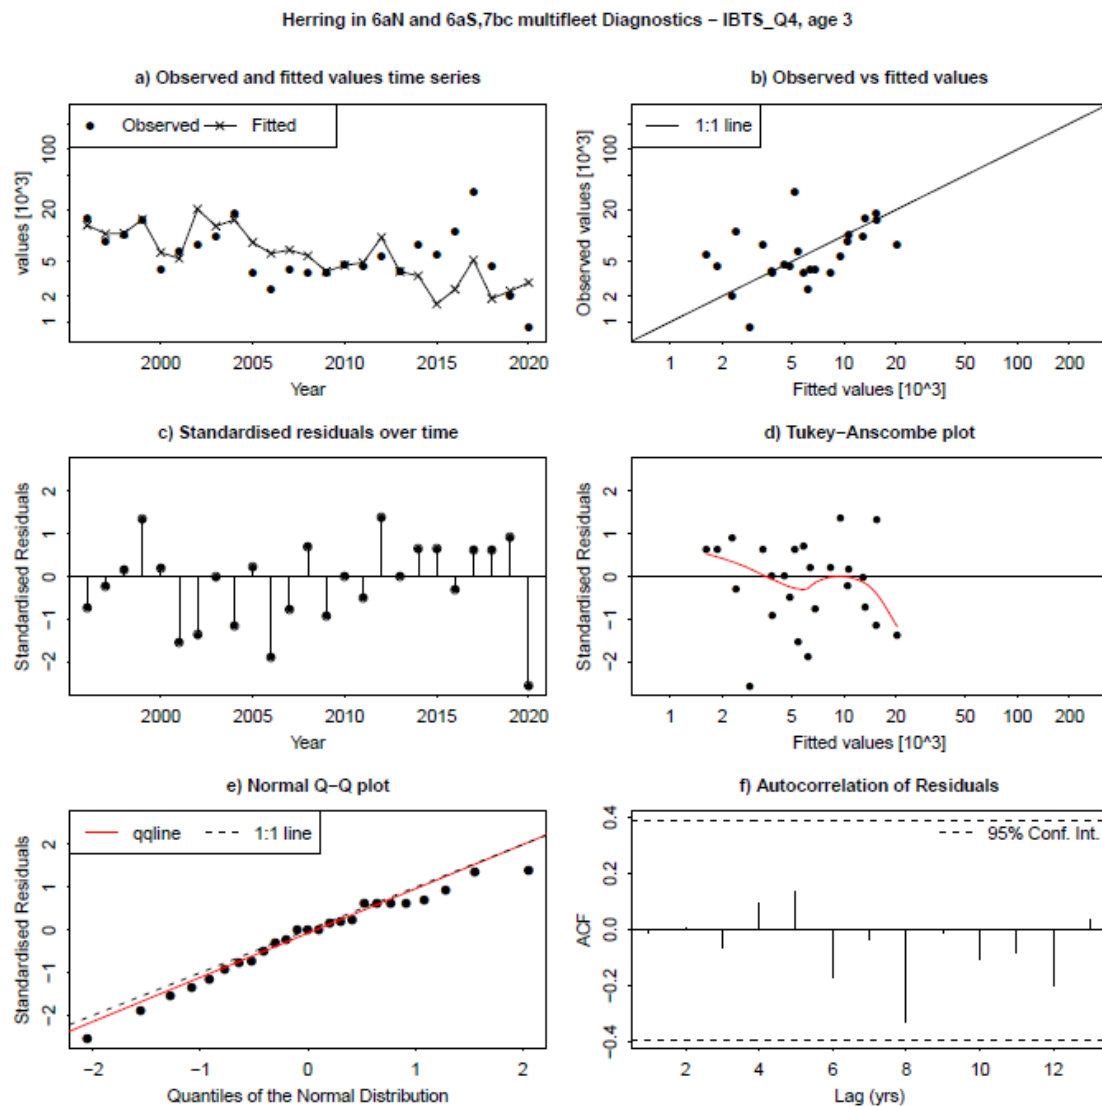 Herring in 6aN and 6aS,7bc multifleet Diagnostics − IBTS_Q4, age 3
a) Observed and fitted values time series
Observed Fitted
values [10^3]
100
20
5
2
1
2000 2005 2010 2015 2020
Year
b) Observed vs fitted values
1:1 line
Observed values [10^3]
100
20
5
2
1
1 2 5 10 20 50 100 200
Fitted values [10^3]
c) Standardised residuals over time
Standardised Residuals
2
1
0
−1
−2
2000 2005 2010 2015 2020
Year
d) Tukey−Anscombe plot
Standardised Residuals
2
1
0
−1
−2
1 2 5 10 20 50 100 200
Fitted values [10^3]
e) Normal Q−Q plot
qqline 1:1 line
Standardised Residuals
2
1
0
−1
−2
−2 −1 0 1 2
Quantiles of the Normal Distribution
f) Autocorrelation of Residuals
95% Conf. Int.
ACF
0.4
0.2
0.0
−0.2
−0.4
2 4 6 8 10 12
Lag (yrs)